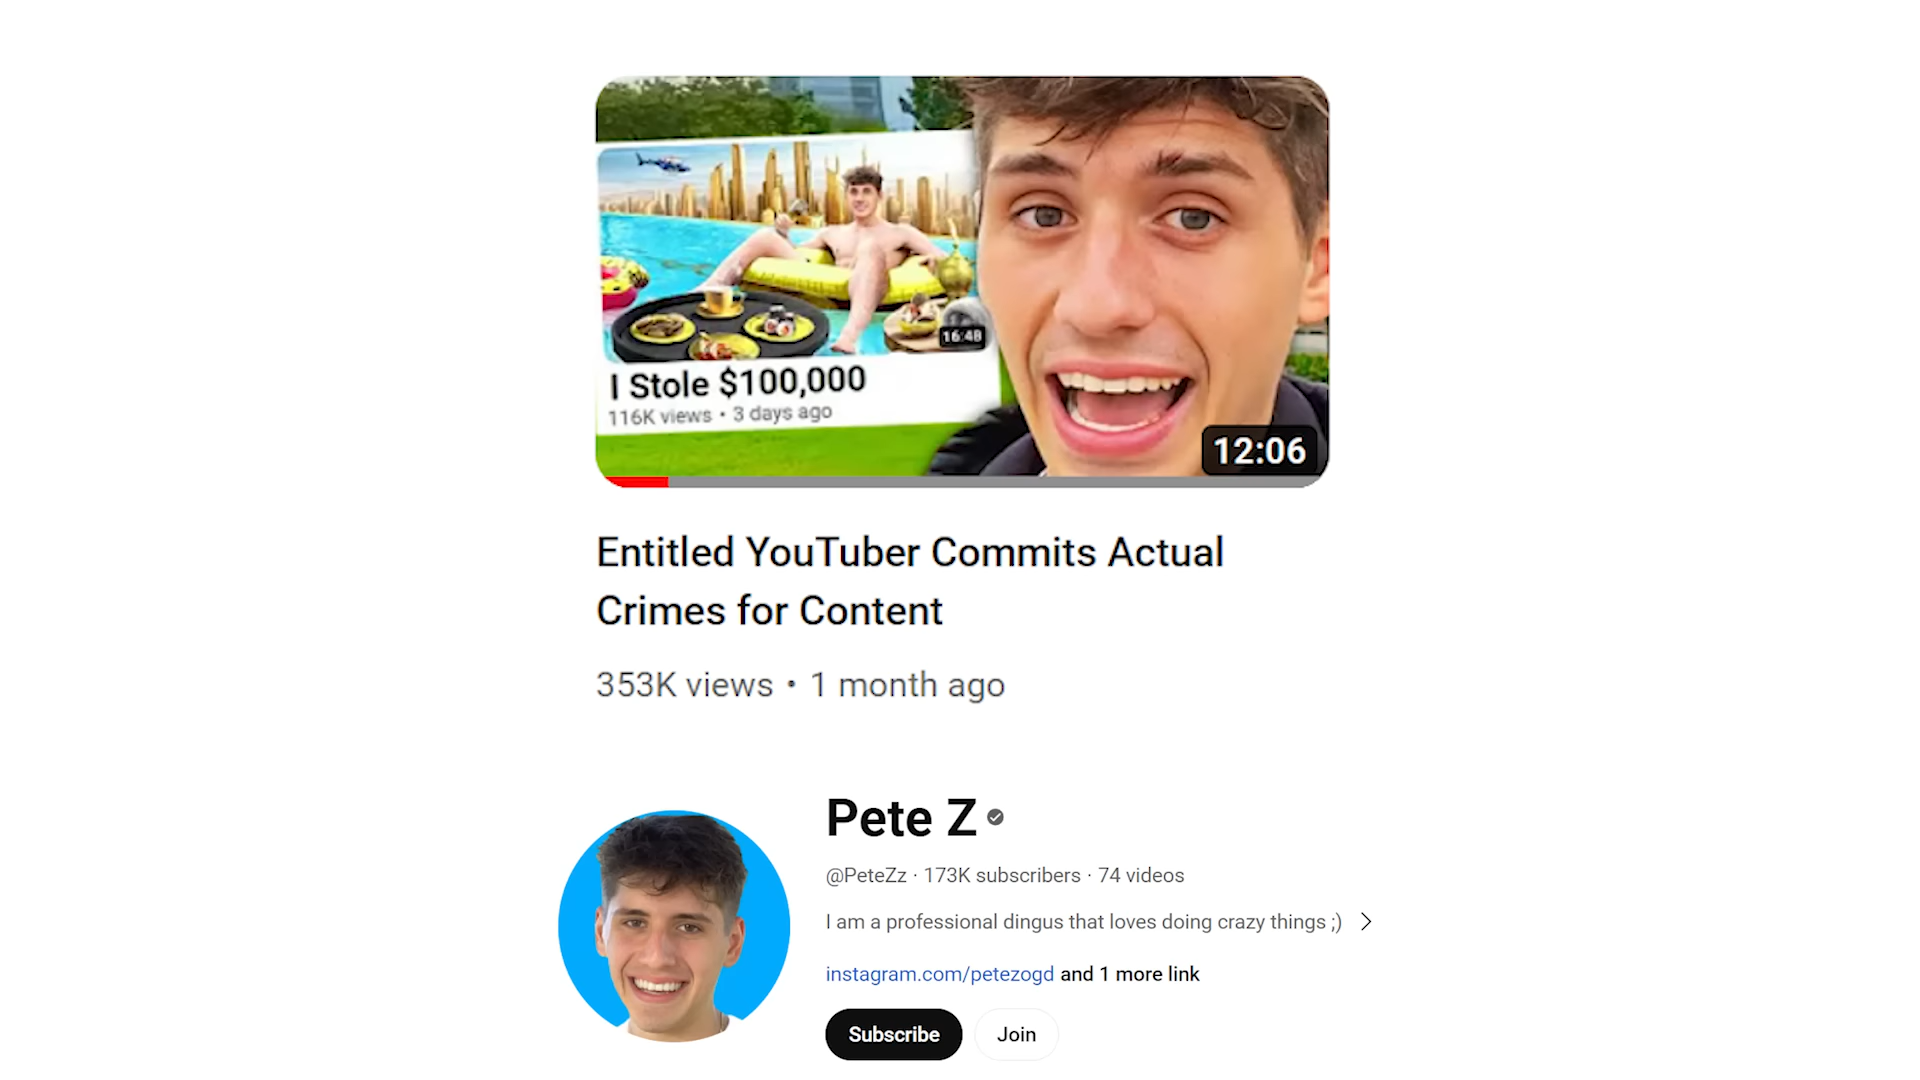 16:48
I Stole $100,000
116K views • 3 days ago
12:06
Entitled YouTuber Commits Actual
Crimes for Content
353K views • 1 month ago
Pete Z
@PeteZz · 173K subscribers · 74 videos
I am a professional dingus that loves doing crazy things ;)
instagram.com/petezogd and 1 more link
Subscribe
Join